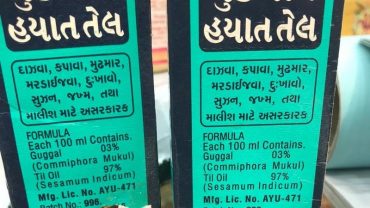 હયાત તેલ
દાઝવા, કપાવા, મુઢમાર,
મરડાઈજવા, દુઃખાવો,
સુઝન, જખ્મ, તથા
માલીશ માટે અસરકારક
FORMULA
Each 100 ml Contains.
Guggal 03%
(Commiphora Mukul)
Til Oil 97%
(Sesamum Indicum)
Mfg. Lic. No. AYU-471
Batch No : 996.
હયાત તેલ
દાઝવા, કપાવા, મુઢમાર,
મરડાઈજવા, દુઃખાવો,
સુઝન, જખ્મ, તથા
માલીશ માટે અસરકારક
FORMULA
Each 100 ml Contains.
Guggal 03%
(Commiphora Mukul)
Til Oil 97%
(Sesamum Indicum)
Mfg. Lic. No. AYU-471